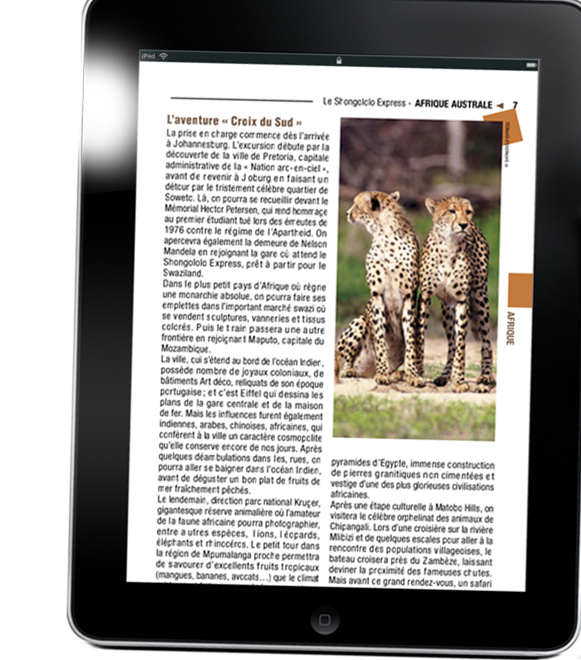 iPad
Le Shongololo Express - AFRIQUE AUSTRALE ◄ 7
L'aventure « Croix du Sud »
La prise en charge commence dès l'arrivée
à Johannesburg. L'excursion débute par la
découverte de la ville de Pretoria, capitale
administrative de la « Nation arc-en-ciel »,
avant de revenir à Joburg en faisant un
détour par le tristement célèbre quartier de
Soweto. Là, on pourra se recueillir devant le
Mémorial Hector Petersen, qui rend hommage
au premier étudiant tué lors des émeutes de
1976 contre le régime de l'Apartheid. On
apercevra également la demeure de Nelson
Mandela en rejoignant la gare où attend le
Shongololo Express, prêt à partir pour le
Swaziland.
Dans le plus petit pays d'Afrique où règne
une monarchie absolue, on pourra faire ses
emplettes dans l'important marché swazi où
se vendent sculptures, vanneries et tissus
colorés. Puis le train passera une autre
frontière en rejoignant Maputo, capitale du
Mozambique.
La ville, qui s'étend au bord de l'océan Indien,
possède nombre de joyaux coloniaux, de
bâtiments Art déco, reliquats de son époque
portugaise; et c'est Eiffel qui dessina les
plans de la gare centrale et de la maison
de fer. Mais les influences furent également
indiennes, arabes, chinoises, africaines, qui
confèrent à la ville un caractère cosmopolite
qu'elle conserve encore de nos jours. Après
quelques déambulations dans les, rues, on
pourra aller se baigner dans l'océan Indien,
avant de déguster un bon plat de fruits de
mer fraîchement pêchés.
Le lendemain, direction parc national Kruger,
gigantesque réserve animalière où l'amateur
de la faune africaine pourra photographier,
entre autres espèces, lions, léopards,
éléphants et rhinocéros. Le petit tour dans
la région de Mpumalanga proche permettra
de savourer d'excellents fruits tropicaux
(mangues, bananes, avocats...) que le climat
pyramides d'Egypte, immense construction
de pierres granitiques non cimentées et
vestige d'une des plus glorieuses civilisations
africaines.
Après une étape culturelle à Matobo Hills, on
visitera le célèbre orphelinat des animaux de
Chipangali. Lors d'une croisière sur la rivière
Mlibizi et de quelques escales pour aller à la
rencontre des populations villageoises, le
bateau croisera près du Zambèze, laissant
deviner la proximité des fameuses chutes.
Mais avant ce grand rendez-vous, un safari
AFRIQUE